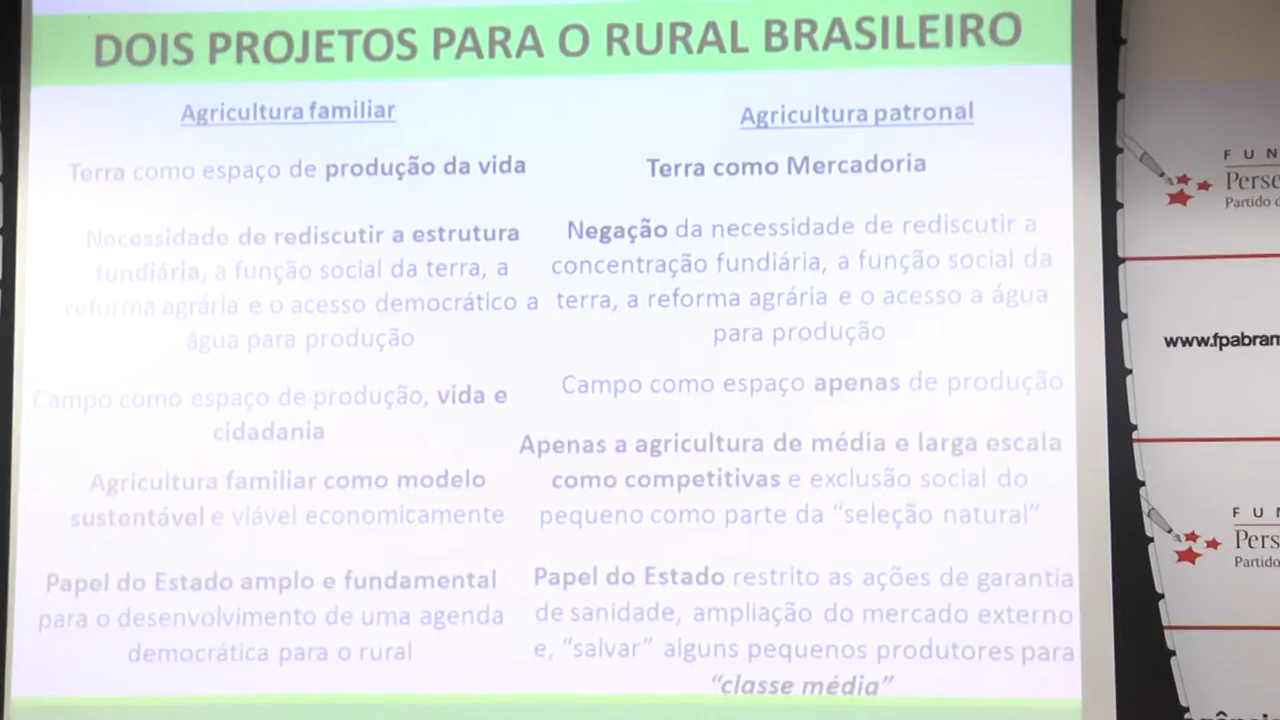 DOIS PROJETOS PARA O RURAL BRASILEIRO
Agricultura familiar
Terra como espaço de produção da vida
Necessidade de rediscutir a estrutura
fundiária, a função social da terra, a
reforma agrária e o acesso democrático a
água para produção
Campo como espaço de produção, vida e
cidadania
Agricultura familiar como modelo
sustentável e viável economicamente
Papel do Estado amplo e fundamental
para o desenvolvimento de uma agenda
democrática para o rural
Agricultura patronal
Terra como Mercadoria
Negação da necessidade de rediscutir a
concentração fundiária, a função social da
terra, a reforma agrária e o acesso a água
para produção
Campo como espaço apenas de produção
Apenas a agricultura de média e larga escala
como competitivas e exclusão social do
pequeno como parte da “seleção natural”
Papel do Estado restrito as ações de garantia
de sanidade, ampliação do mercado externo
e, “salvar” alguns pequenos produtores para
“classe média”
FUN
Perse
Partido
www.fpabram
FUN
Pers
Partido